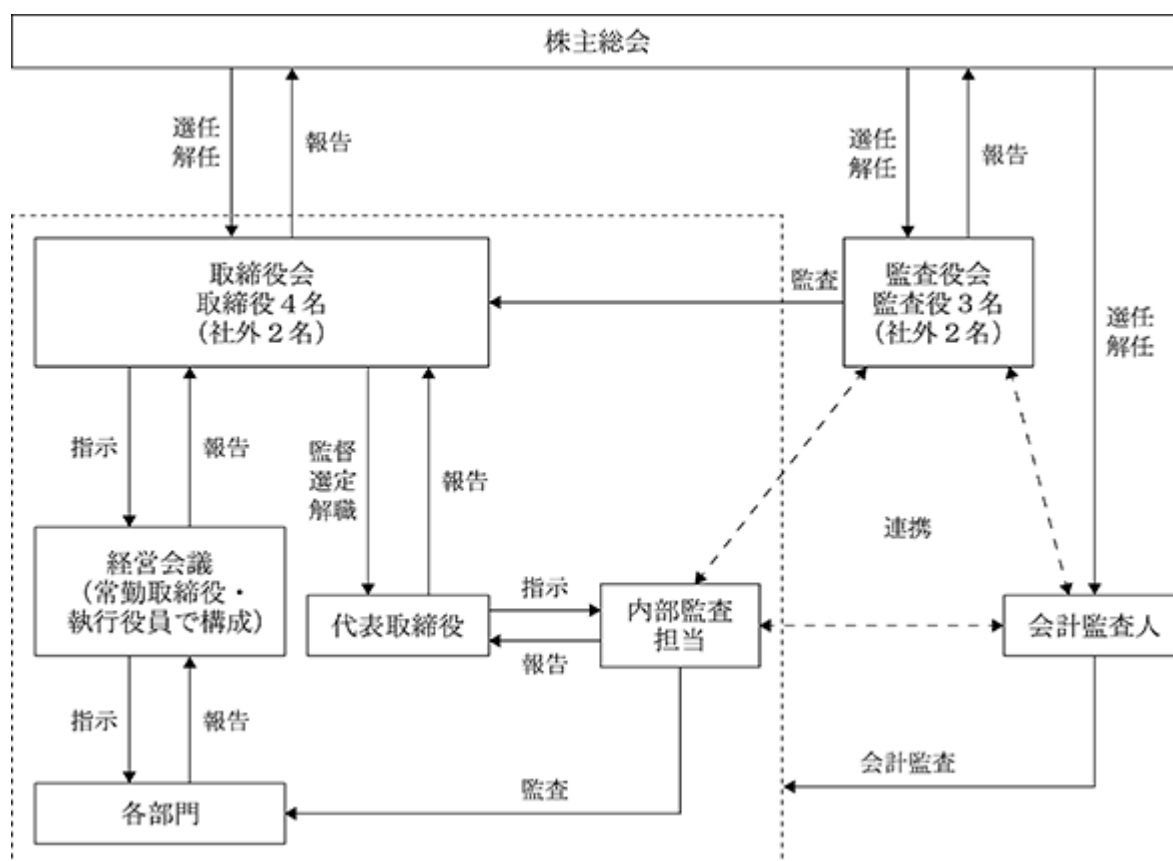 株主総会
選任
解任
報告
選任
解任
報告
選任
解任
取締役会
取締役4名
(社外2名)
監査
監査役会
監査役3名
(社外2名)
指示
報告
監督
選定
解職
報告
連携
経営会議
(常勤取締役・
執行役員で構成)
代表取締役
指示
報告
内部監査
担当
会計監査人
指示
報告
監査
会計監査
各部門